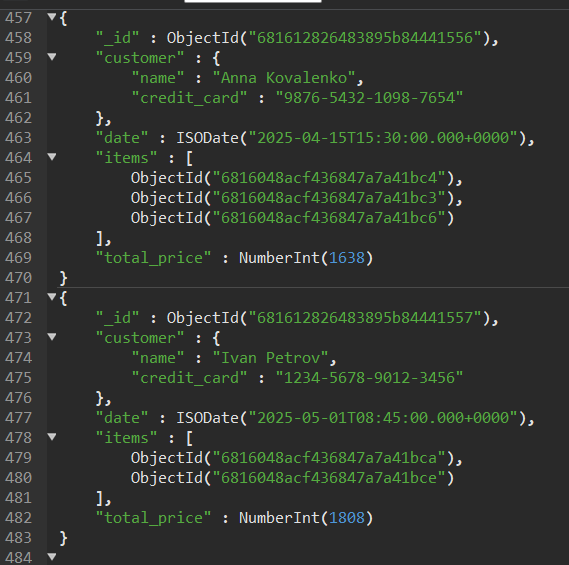 457 {
458 "_id" : ObjectId("681612826483895b84441556"),
459 "customer" : {
460 "name" : "Anna Kovalenko",
461 "credit_card" : "9876-5432-1098-7654"
462 },
463 "date" : ISODate("2025-04-15T15:30:00.000+0000"),
464 "items" : [
465 ObjectId("6816048acf436847a7a41bc4"),
466 ObjectId("6816048acf436847a7a41bc3"),
467 ObjectId("6816048acf436847a7a41bc6")
468 ],
469 "total_price" : NumberInt(1638)
470 }
471 {
472 "_id" : ObjectId("681612826483895b84441557"),
473 "customer" : {
474 "name" : "Ivan Petrov",
475 "credit_card" : "1234-5678-9012-3456"
476 },
477 "date" : ISODate("2025-05-01T08:45:00.000+0000"),
478 "items" : [
479 ObjectId("6816048acf436847a7a41bca"),
480 ObjectId("6816048acf436847a7a41bce")
481 ],
482 "total_price" : NumberInt(1808)
483 }
484